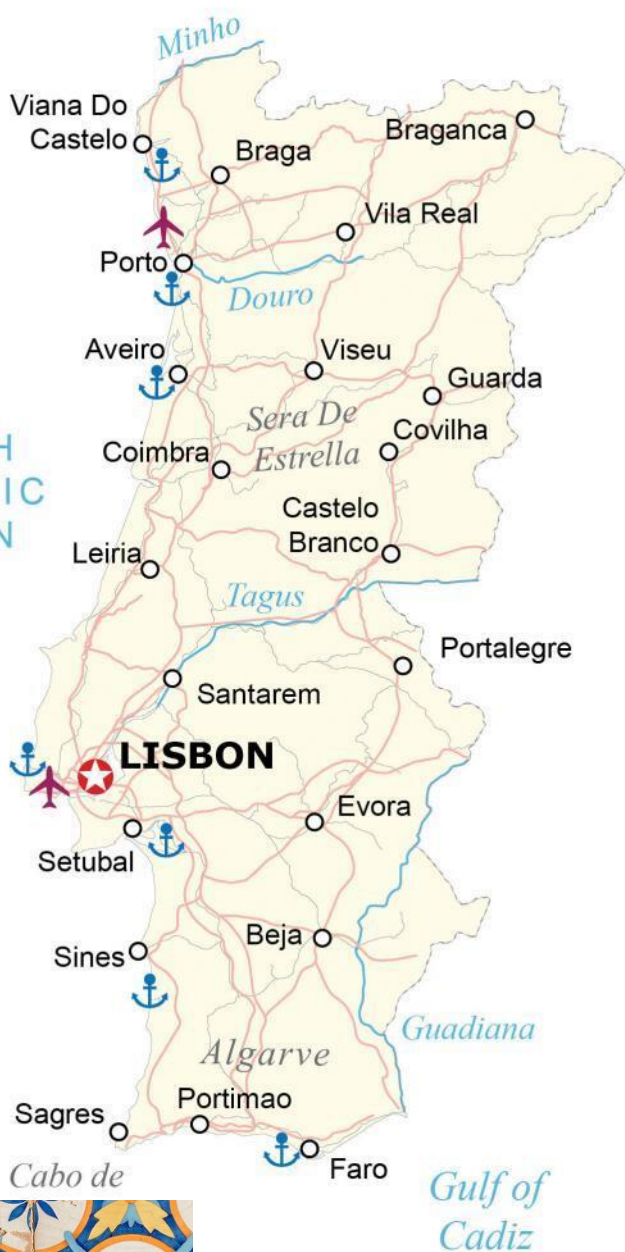 Minho
Viana Do
Castelo
Braganca
Braga
Vila Real
Porto
Douro
Aveiro
Viseu
Guarda
Sera De
Estrella
Covilha
H
Coimbra
IC
N
Castelo
Branco
Leiria
Tagus
Portalegre
Santarem
LISBON
Evora
Setubal
Beja
Sines
Guadiana
Algarve
Portimao
Sagres
Faro
Cabo de
Gulf of
Cadiz